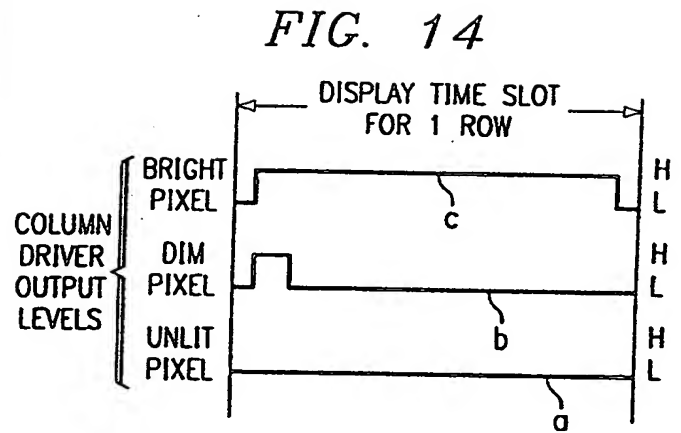 FIG. 14
DISPLAY TIME SLOT
FOR 1 ROW
COLUMN
DRIVER
OUTPUT
LEVELS
BRIGHT
PIXEL
H
L
c
DIM
PIXEL
H
L
b
UNLIT
PIXEL
H
L
a